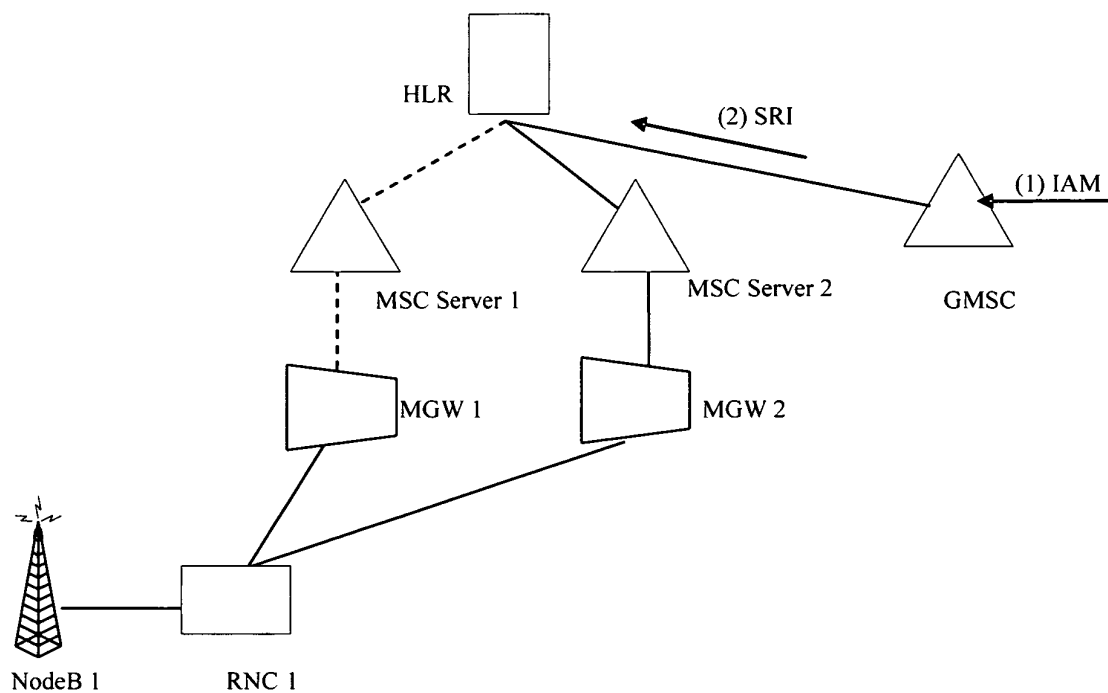 HLR
(2) SRI
(1) IAM
MSC Server 1
MSC Server 2
GMSC
MGW 1
MGW 2
NodeB 1
RNC 1